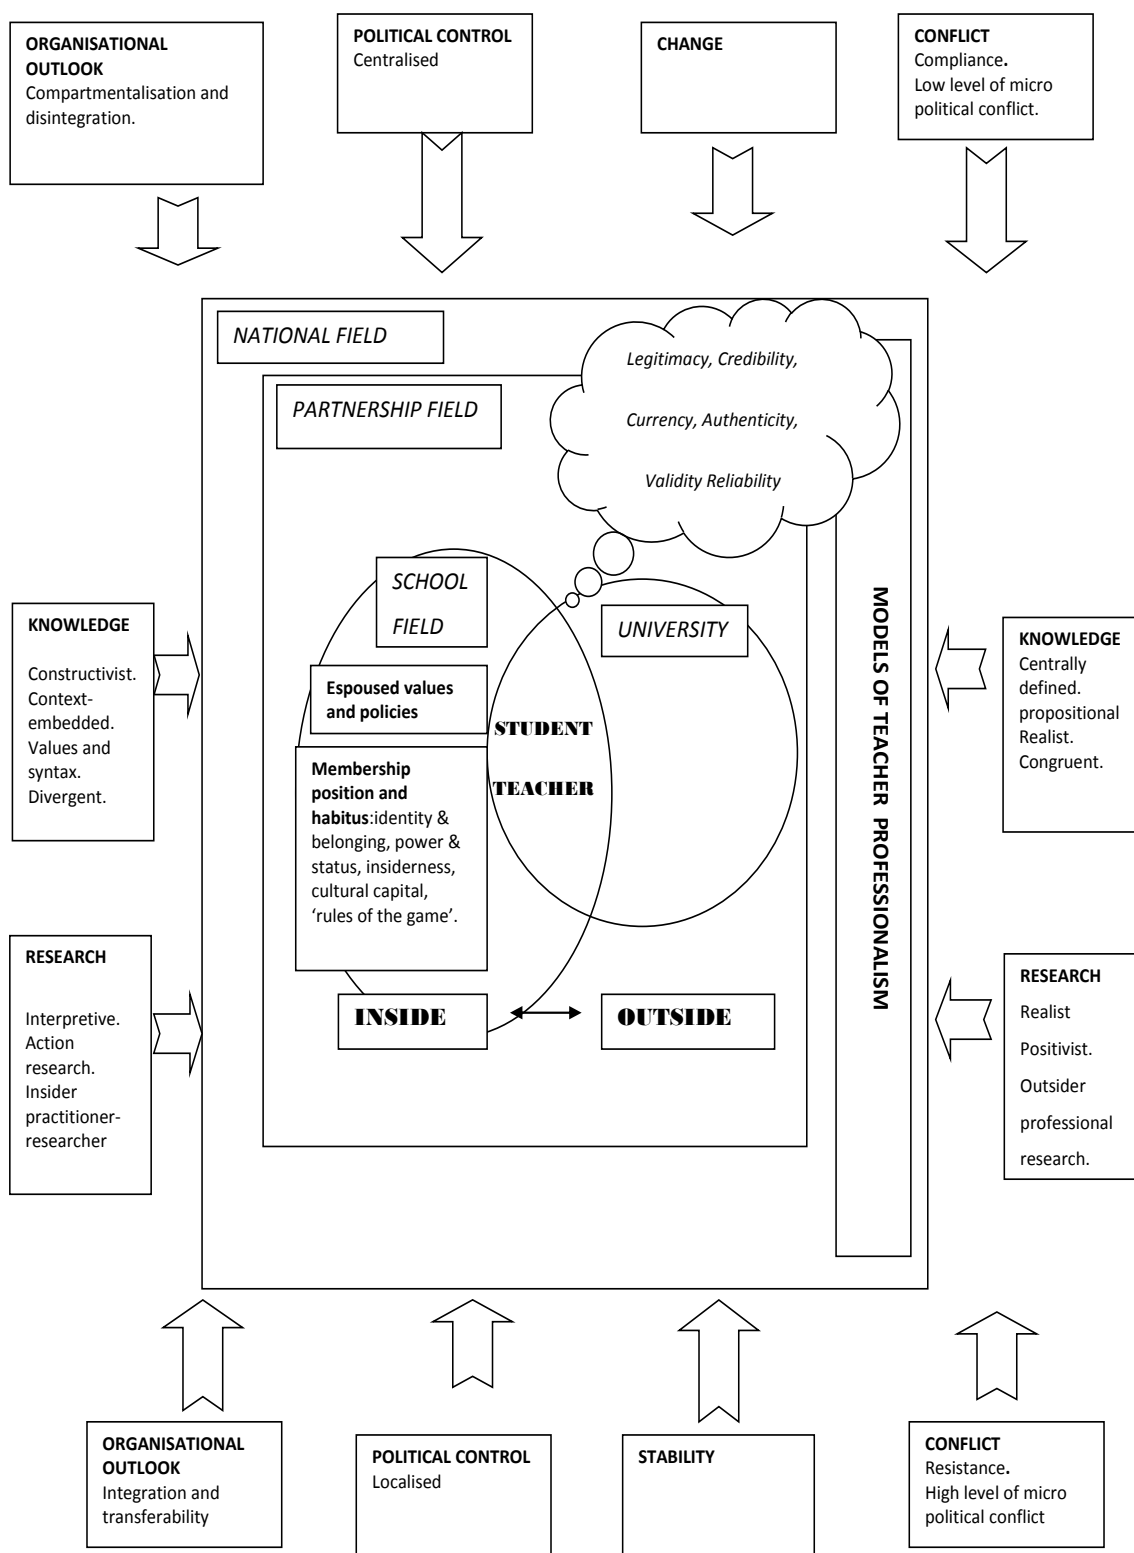 ORGANISATIONAL
OUTLOOK
Compartmentalisation and
disintegration.
POLITICAL CONTROL
Centralised
CHANGE
CONFLICT
Compliance.
Low level of micro
political conflict.
NATIONAL FIELD
PARTNERSHIP FIELD
Legitimacy, Credibility,
Currency, Authenticity,
Validity Reliability
SCHOOL
FIELD
UNIVERSITY
Espoused values
and policies
STUDENT
TEACHER
Membership
position and
habitus:identity &
belonging, power &
status, insiderness,
cultural capital,
‘rules of the game’.
INSIDE
OUTSIDE
MODELS OF TEACHER PROFESSIONALISM
KNOWLEDGE
Constructivist.
Context-
embedded.
Values and
syntax.
Divergent.
RESEARCH
Interpretive.
Action
research.
Insider
practitioner-
researcher
KNOWLEDGE
Centrally
defined.
propositional
Realist.
Congruent.
RESEARCH
Realist
Positivist.
Outsider
professional
research.
ORGANISATIONAL
OUTLOOK
Integration and
transferability
POLITICAL CONTROL
Localised
STABILITY
CONFLICT
Resistance.
High level of micro
political conflict